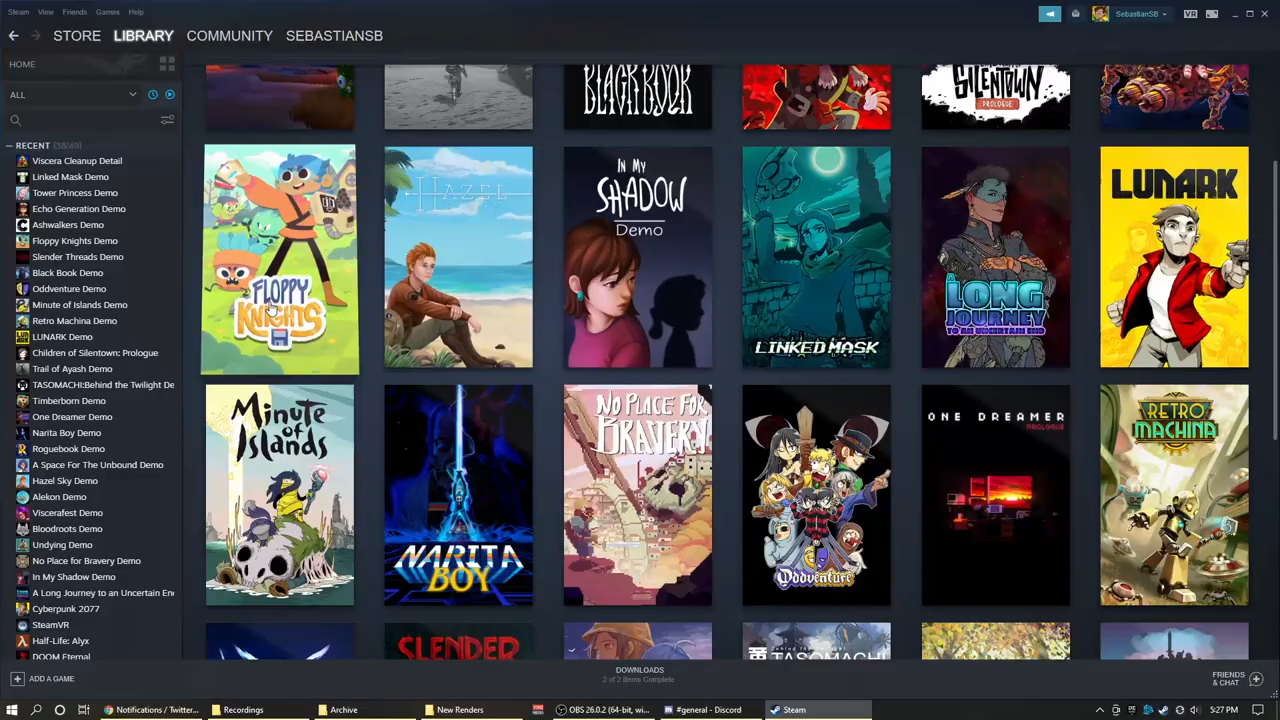 Steam View Friends Games Help
SebastianSB
VR
STORE LIBRARY COMMUNITY SEBASTIANSB
HOME
ALL
RECENT (38/49)
Viscera Cleanup Detail
Linked Mask Demo
Tower Princess Demo
Echo Generation Demo
Ashwalkers Demo
Floppy Knights Demo
Slender Threads Demo
Black Book Demo
Oddventure Demo
Minute of Islands Demo
Retro Machina Demo
LUNARK Demo
Children of Silentown: Prologue
Trail of Ayash Demo
TASOMACHI:Behind the Twilight De
Timberborn Demo
One Dreamer Demo
Narita Boy Demo
Roguebook Demo
A Space For The Unbound Demo
Hazel Sky Demo
Alekon Demo
Viscerafest Demo
Bloodroots Demo
Undying Demo
No Place for Bravery Demo
In My Shadow Demo
A Long Journey to an Uncertain En
Cyberpunk 2077
SteamVR
Half-Life: Alyx
DOOM Eternal
BLACK BOOK
SILENTOWN
PROLOGUE
FLOPPY
KNIGHTS
HAZEL
IN MY
SHADOW
Demo
LINKED MASK
A
LONG
JOURNEY
TO AN UNCERTAIN END
LUNARK
Minute
of
Islands
NARITA
BOY
NO PLACE FOR
BRAVERY
Oddventure
ONE DREAMER
PROLOGUE
RETRO
MACHINA
SLENDER
TASOMACHI
ADD A GAME
DOWNLOADS
2 of 2 Items Complete
FRIENDS
& CHAT
Notifications / Twitter...
Recordings
Archive
New Renders
OBS 26.0.2 (64-bit, wi...
#general - Discord
Steam
5:27 PM